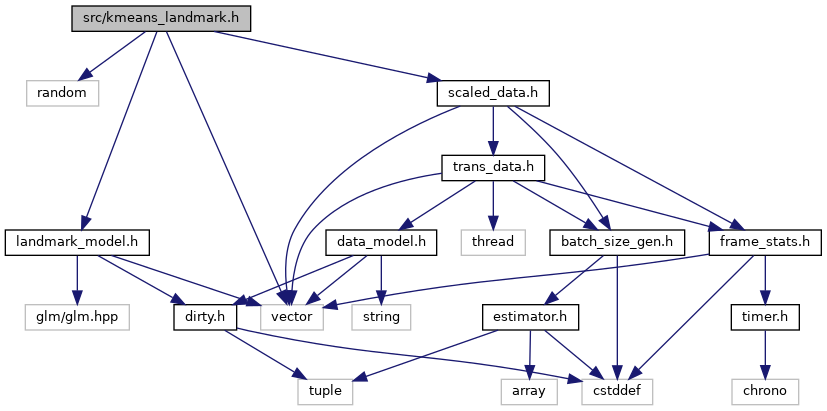 src/kmeans_landmark.h
random
scaled_data.h
trans_data.h
landmark_model.h
data_model.h
thread
batch_size_gen.h
frame_stats.h
glm/glm.hpp
dirty.h
vector
string
estimator.h
timer.h
tuple
array
cstddef
chrono